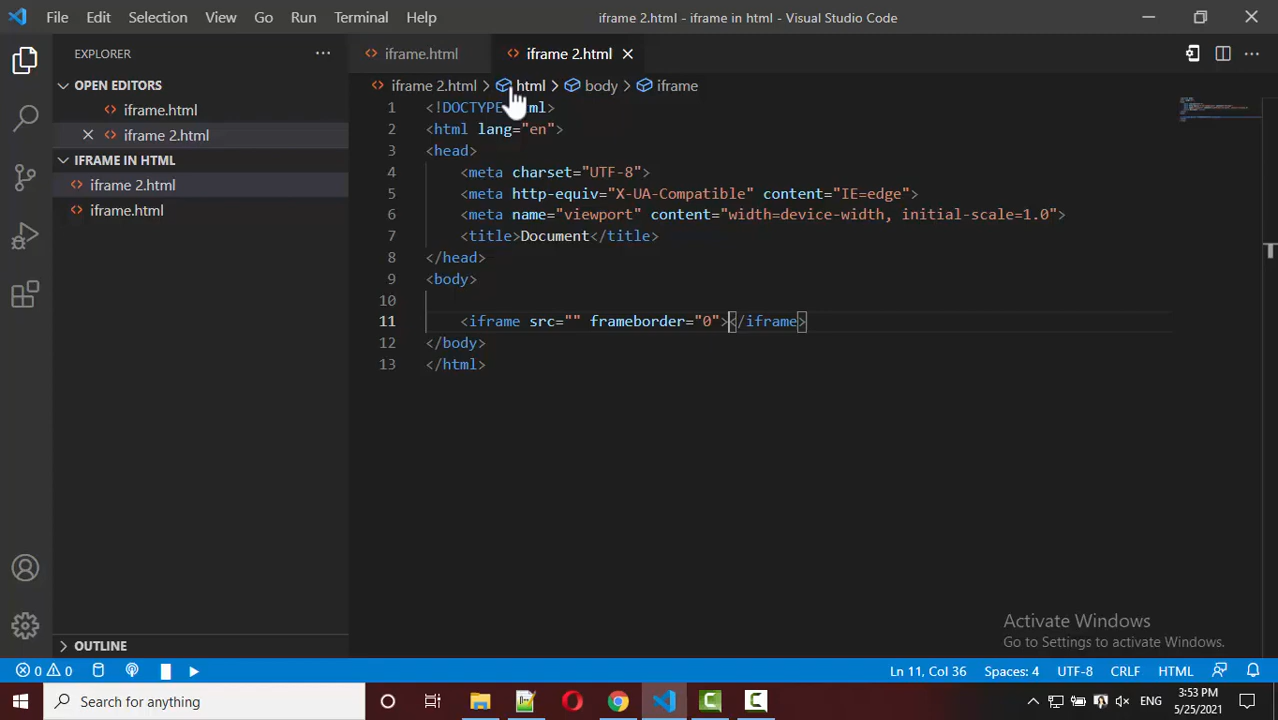 File Edit Selection View Go Run Terminal Help iframe 2.html - iframe in html - Visual Studio Code
EXPLORER
iframe.html iframe 2.html
OPEN EDITORS
iframe 2.html > html > body > iframe
iframe.html
iframe 2.html
IFRAME IN HTML
iframe 2.html
iframe.html
1 <!DOCTYPE ml>
2 <html lang="en">
3 <head>
4 <meta charset="UTF-8">
5 <meta http-equiv="X-UA-Compatible" content="IE=edge">
6 <meta name="viewport" content="width=device-width, initial-scale=1.0">
7 <title>Document</title>
8 </head>
9 <body>
10
11 <iframe src="" frameborder="0"></iframe>
12 </body>
13 </html>
Activate Windows
Go to Settings to activate Windows.
OUTLINE
0 0 Ln 11, Col 36 Spaces: 4 UTF-8 CRLF HTML
Search for anything ENG 3:53 PM
5/25/2021